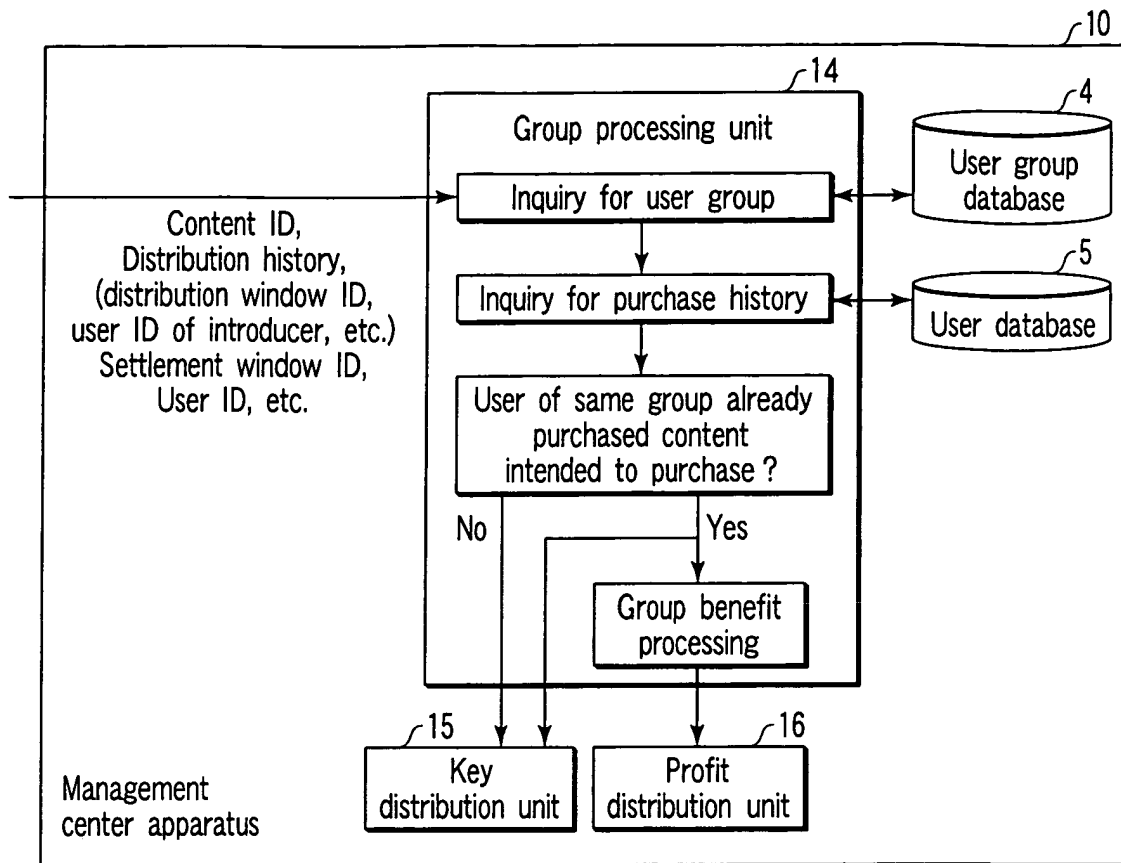 10
14
Group processing unit
4
User group
database
Inquiry for user group
Content ID,
Distribution history,
(distribution window ID,
user ID of introducer, etc.)
Settlement window ID,
User ID, etc.
5
User database
Inquiry for purchase history
User of same group already
purchased content
intended to purchase ?
No
Yes
Group benefit
processing
15
Key
distribution unit
16
Profit
distribution unit
Management
center apparatus